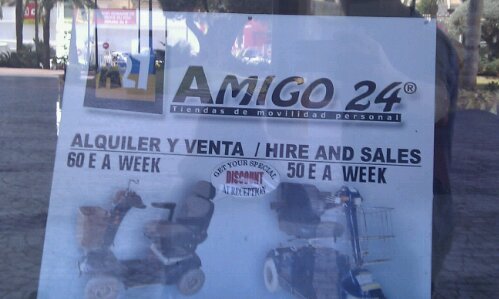 AMIGO 24®
Tiendas de movilidad personal
ALQUILER Y VENTA / HIRE AND SALES
60 E A WEEK
50 E A WEEK
GET YOUR SPECIAL
DISCOUNT
AT RECEPTION